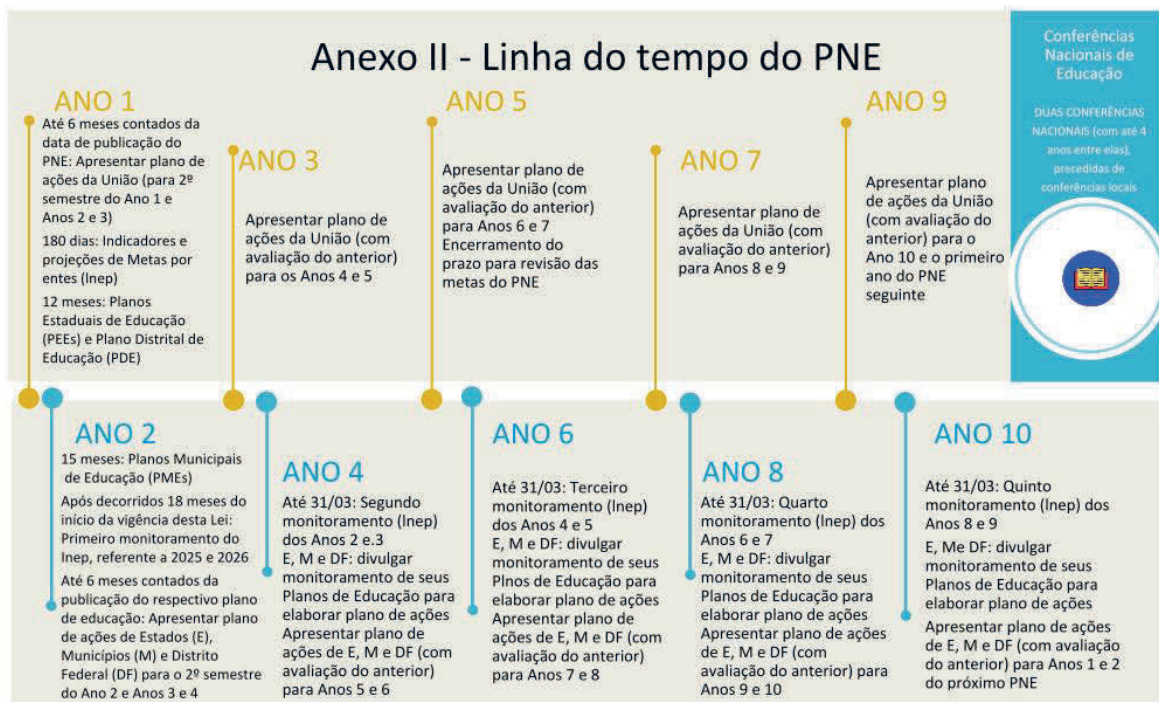 Anexo II - Linha do tempo do PNE
ANO 1
Até 6 meses contados da
data de publicação do
PNE: Apresentar plano de
ações da União (para 2º
semestre do Ano 1 e
Anos 2 e 3)
180 dias: Indicadores e
projeções de Metas por
entes (Inep)
12 meses: Planos
Estaduais de Educação
(PEEs) e Plano Distrital de
Educação (PDE)
ANO 3
Apresentar plano de
ações da União (com
avaliação do anterior)
para os Anos 4 e 5
ANO 5
Apresentar plano de
ações da União (com
avaliação do anterior)
para Anos 6 e 7
Encerramento do
prazo para revisão das
metas do PNE
ANO 7
Apresentar plano de
ações da União (com
avaliação do anterior)
para Anos 8 e 9
ANO 9
Apresentar plano
de ações da União
(com avaliação do
anterior) para o
Ano 10 e o primeiro
ano do PNE
seguinte
Conferências
Nacionais de
Educação
DUAS CONFERÊNCIAS
NACIONAIS (com até 4
anos entre elas),
precedidas de
conferências locais
ANO 2
15 meses: Planos Municipais
de Educação (PMEs)
Após decorridos 18 meses do
início da vigência desta Lei:
Primeiro monitoramento do
Inep, referente a 2025 e 2026
Até 6 meses contados da
publicação do respectivo plano
de educação: Apresentar plano
de ações de Estados (E),
Municípios (M) e Distrito
Federal (DF) para o 2º semestre
do Ano 2 e Anos 3 e 4
ANO 4
Até 31/03: Segundo
monitoramento (Inep)
dos Anos 2 e.3
E, M e DF: divulgar
monitoramento de seus
Planos de Educação para
elaborar plano de ações
Apresentar plano de
ações de E, M e DF (com
avaliação do anterior)
para Anos 5 e 6
ANO 6
Até 31/03: Terceiro
monitoramento (Inep)
dos Anos 4 e 5
E, M e DF: divulgar
monitoramento de seus
Plnos de Educação para
elaborar plano de ações
Apresentar plano de
ações de E, M e DF (com
avaliação do anterior)
para Anos 7 e 8
ANO 8
Até 31/03: Quarto
monitoramento (Inep) dos
Anos 6 e 7
E, M e DF: divulgar
monitoramento de seus
Planos de Educação para
elaborar plano de ações
Apresentar plano de ações
de E, M e DF (com
avaliação do anterior) para
Anos 9 e 10
ANO 10
Até 31/03: Quinto
monitoramento (Inep) dos
Anos 8 e 9
E, Me DF: divulgar
monitoramento de seus
Planos de Educação para
elaborar plano de ações
Apresentar plano de ações
de E, M e DF (com avaliação
do anterior) para Anos 1 e 2
do próximo PNE